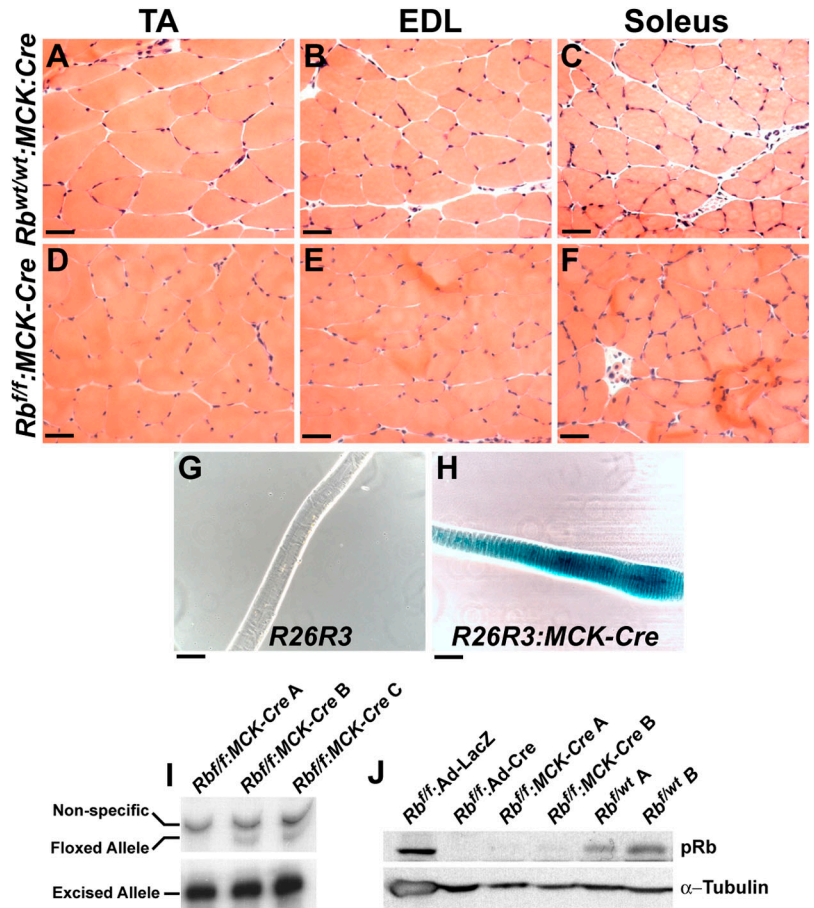 TA EDL Soleus
Rbwt/wt:MCK-Cre
A B C
Rbf/f:MCK-Cre
D E F
G H
R26R3 R26R3:MCK-Cre
I
Rbf/f:MCK-Cre A
Rbf/f:MCK-Cre B
Rbf/f:MCK-Cre C
Non-specific
Floxed Allele
Excised Allele
J
Rbf/f:Ad-LacZ
Rbf/f:Ad-Cre
Rbf/f:MCK-Cre A
Rbf/f:MCK-Cre B
Rbf/wt A
Rbf/wt B
pRb
α–Tubulin